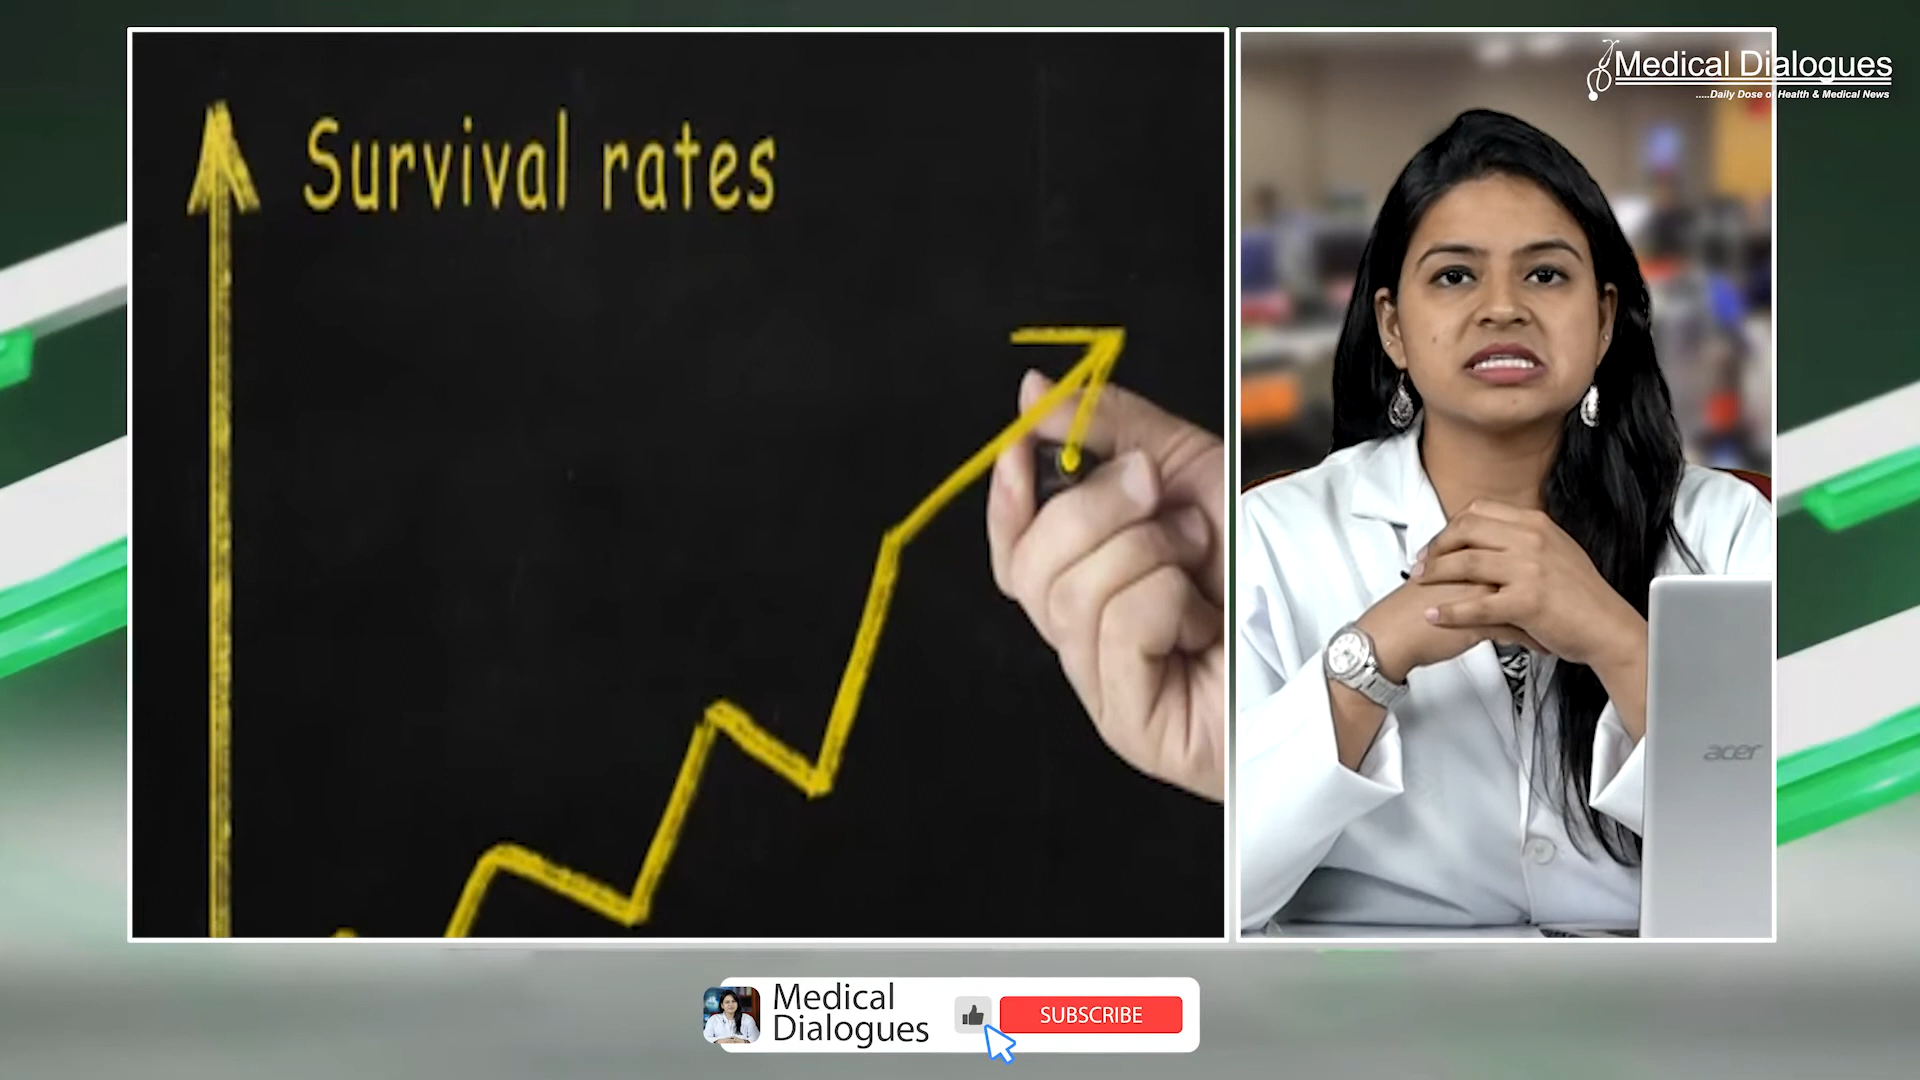 Survival rates
Medical Dialogues
.....Daily Dose of Health & Medical News
acer
Medical
Dialogues
SUBSCRIBE